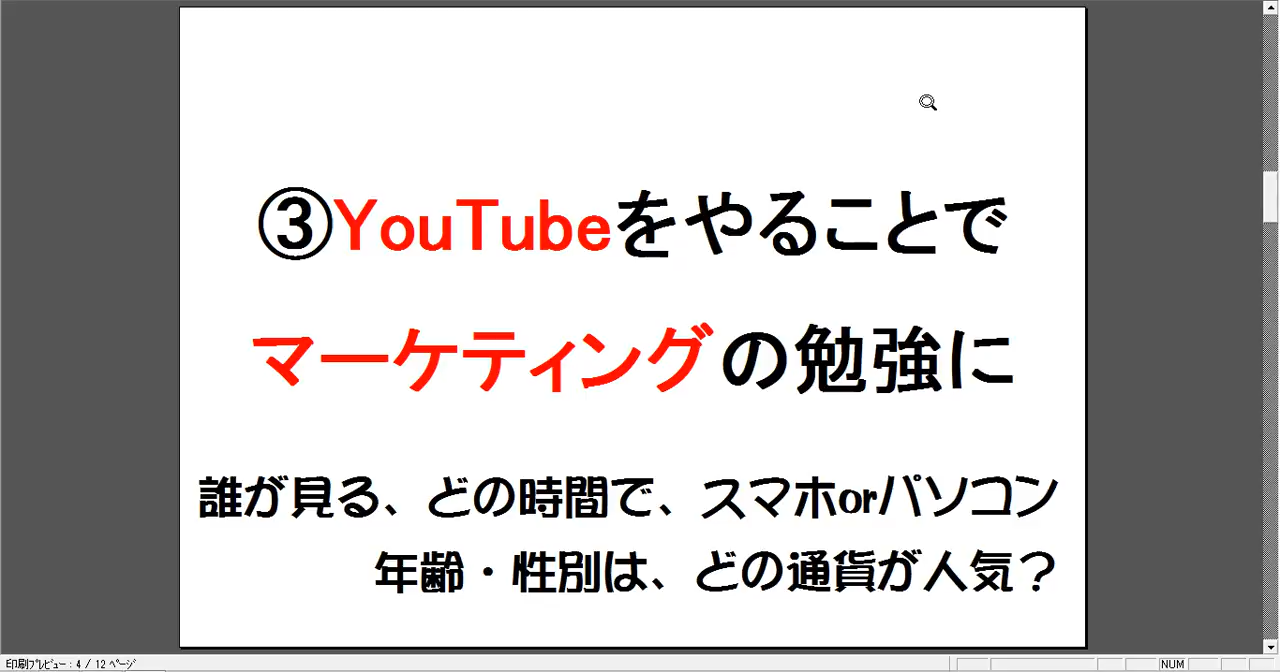 ③YouTubeをやることで
マーケティングの勉強に
誰が見る、どの時間で、スマホorパソコン
年齢・性別は、どの通貨が人気？
印刷ﾌﾟﾚﾋﾞｭｰ : 4 / 12 ﾍﾟｰｼﾞ
NUM